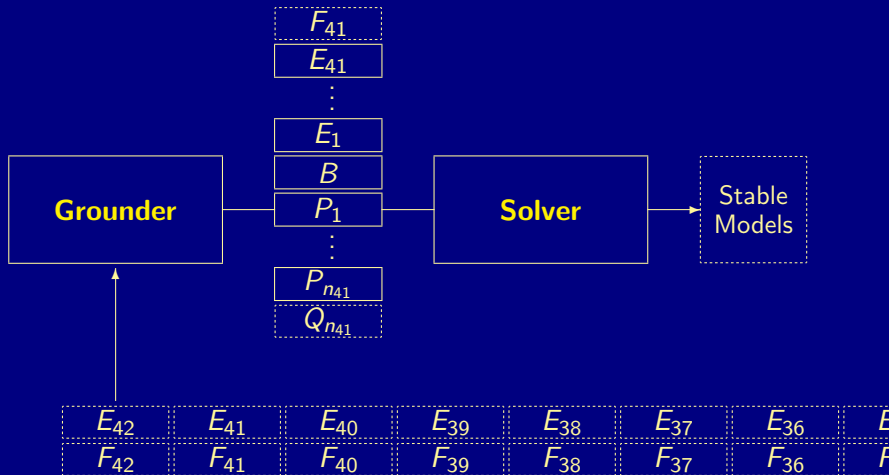 F₄₁
E₄₁
⋮
E₁
B
Grounder
P₁
Solver
Stable
Models
⋮
Pₙ₄₁
Qₙ₄₁
E₄₂ E₄₁ E₄₀ E₃₉ E₃₈ E₃₇ E₃₆
F₄₂ F₄₁ F₄₀ F₃₉ F₃₈ F₃₇ F₃₆